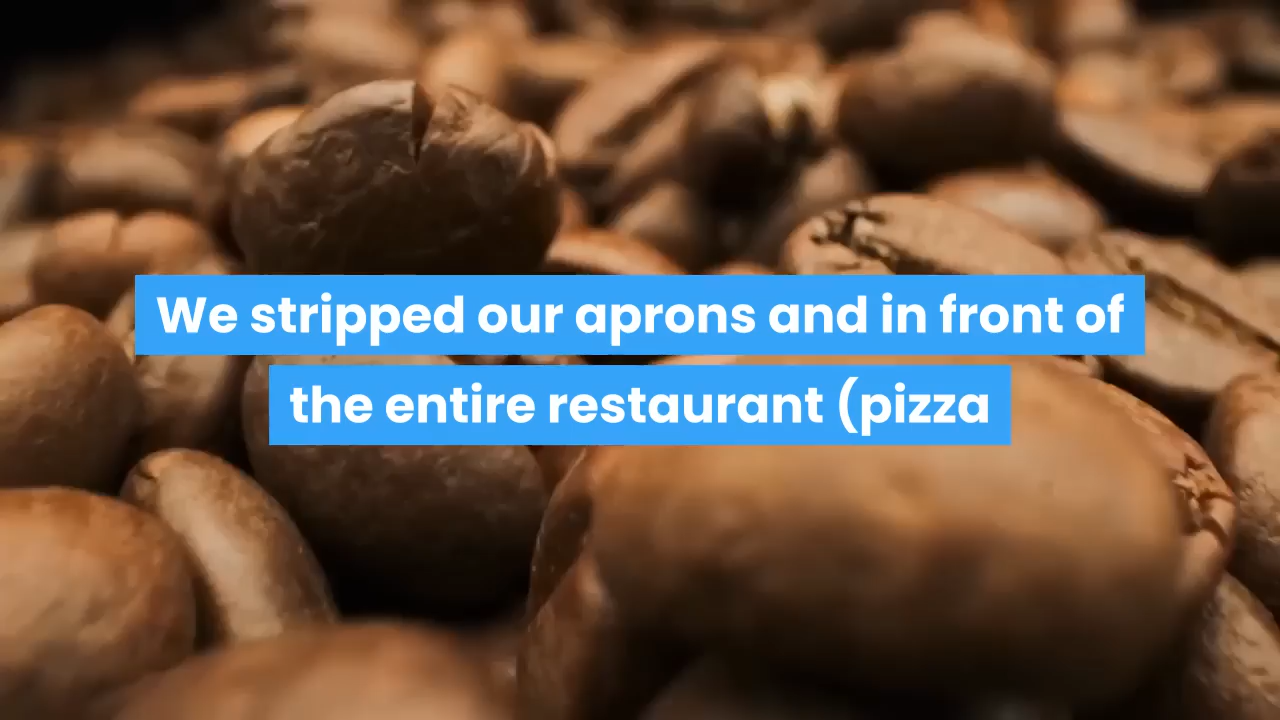 We stripped our aprons and in front of
the entire restaurant (pizza